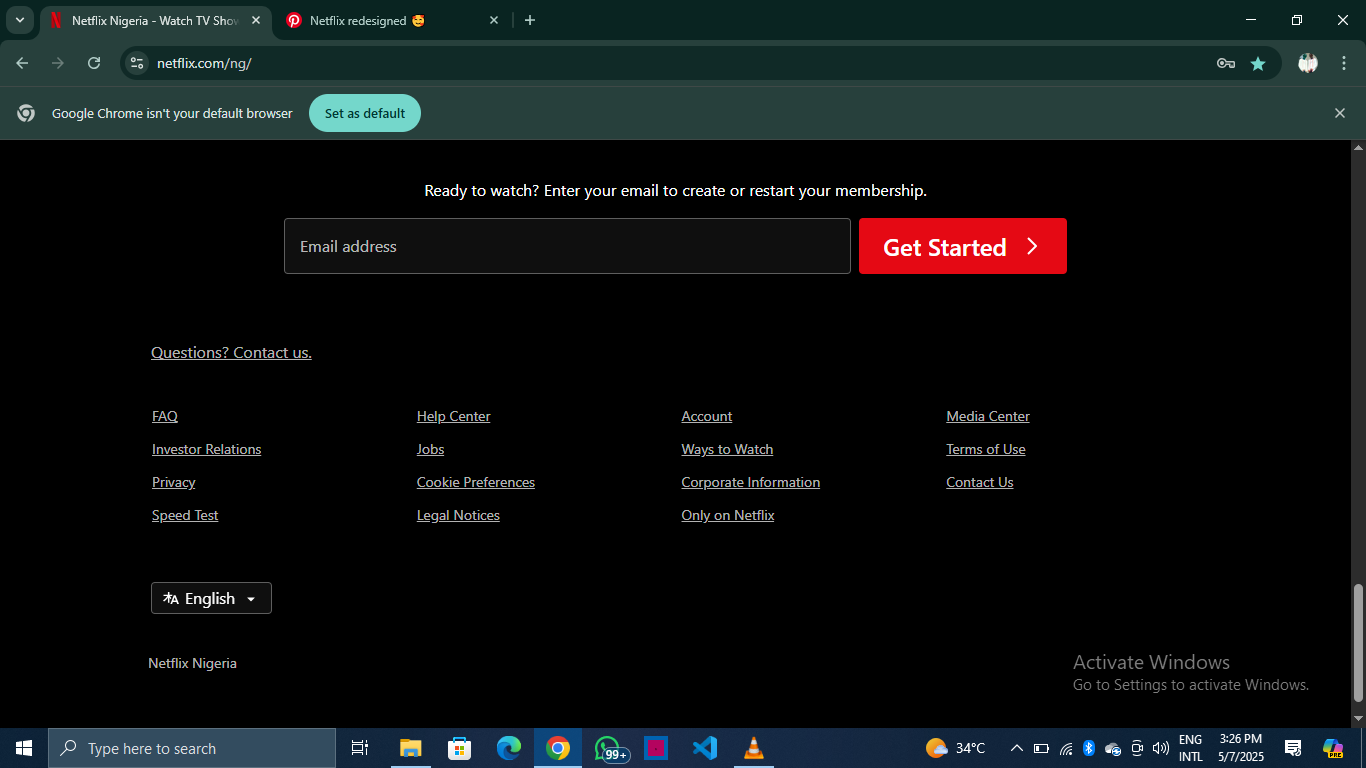 Netflix Nigeria - Watch TV Show
Netflix redesigned 🥰
netflix.com/ng/
Google Chrome isn't your default browser
Set as default
Ready to watch? Enter your email to create or restart your membership.
Email address
Get Started
Questions? Contact us.
FAQ Help Center Account Media Center
Investor Relations Jobs Ways to Watch Terms of Use
Privacy Cookie Preferences Corporate Information Contact Us
Speed Test Legal Notices Only on Netflix
English
Netflix Nigeria
Activate Windows
Go to Settings to activate Windows.
Type here to search
99+
34°C
ENG
INTL
3:26 PM
5/7/2025
PRE